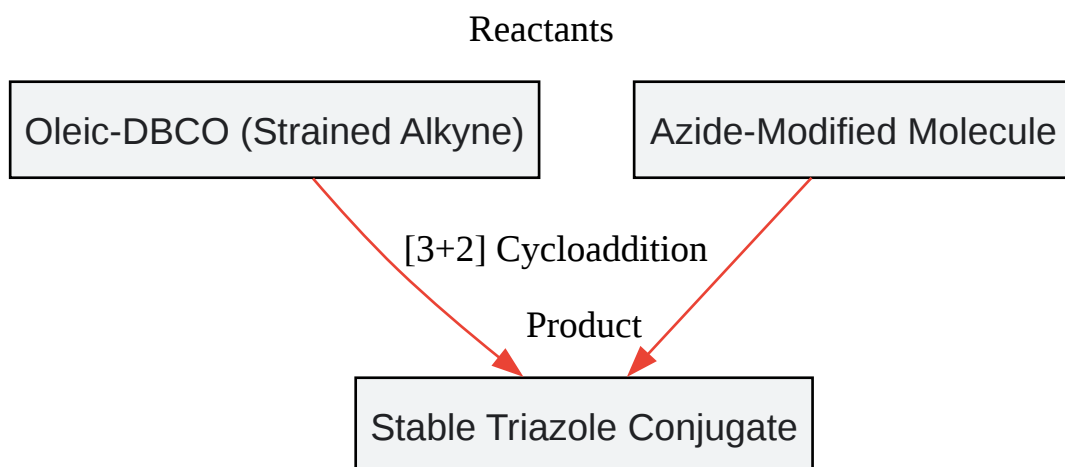 Reactants
Oleic-DBCO (Strained Alkyne)
Azide-Modified Molecule
[3+2] Cycloaddition
Product
Stable Triazole Conjugate